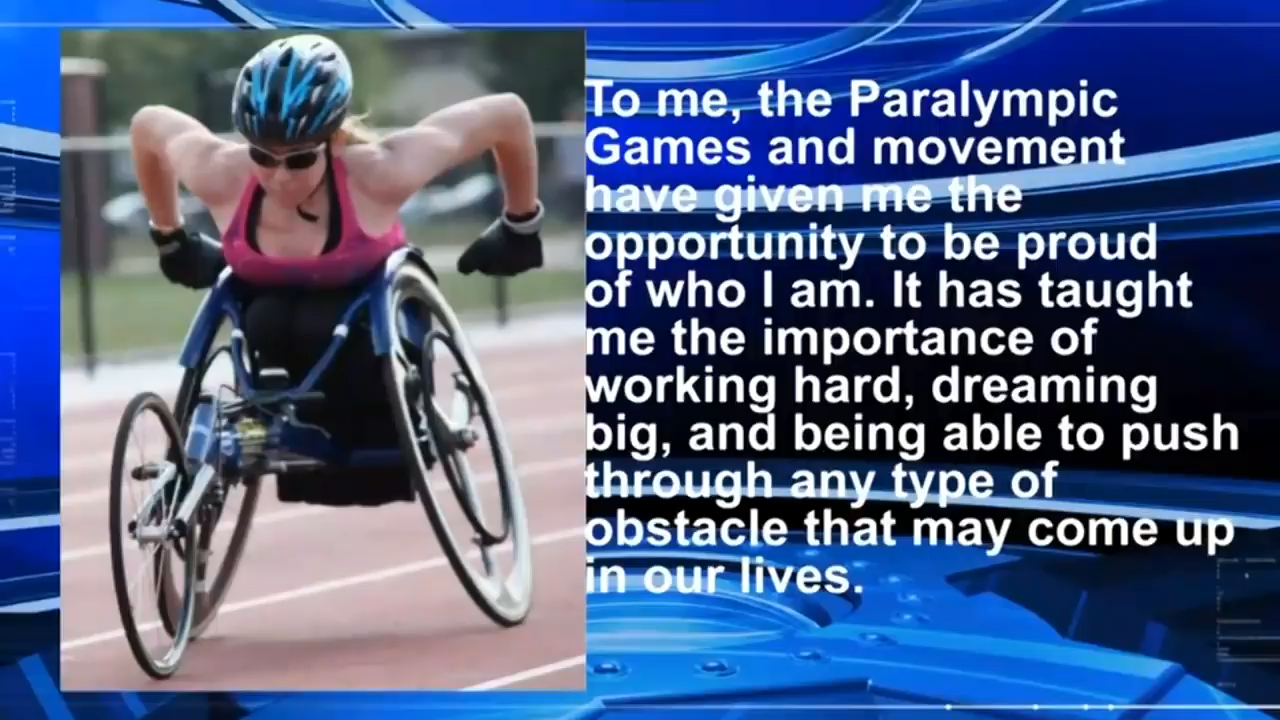 To me, the Paralympic
Games and movement
have given me the
opportunity to be proud
of who I am. It has taught
me the importance of
working hard, dreaming
big, and being able to push
through any type of
obstacle that may come up
in our lives.